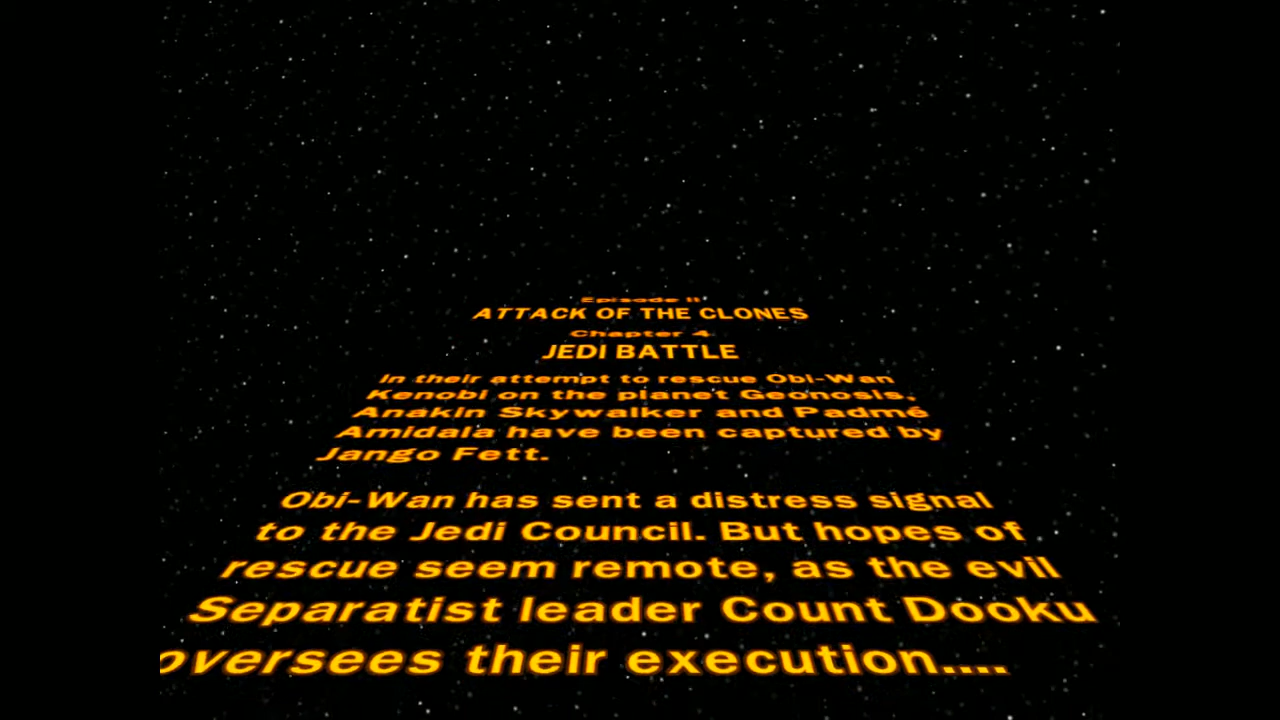 Episode II
ATTACK OF THE CLONES
Chapter 4
JEDI BATTLE
In their attempt to rescue Obi-Wan
Kenobi on the planet Geonosis,
Anakin Skywalker and Padmé
Amidala have been captured by
Jango Fett.
Obi-Wan has sent a distress signal
to the Jedi Council. But hopes of
rescue seem remote, as the evil
Separatist leader Count Dooku
oversees their execution....